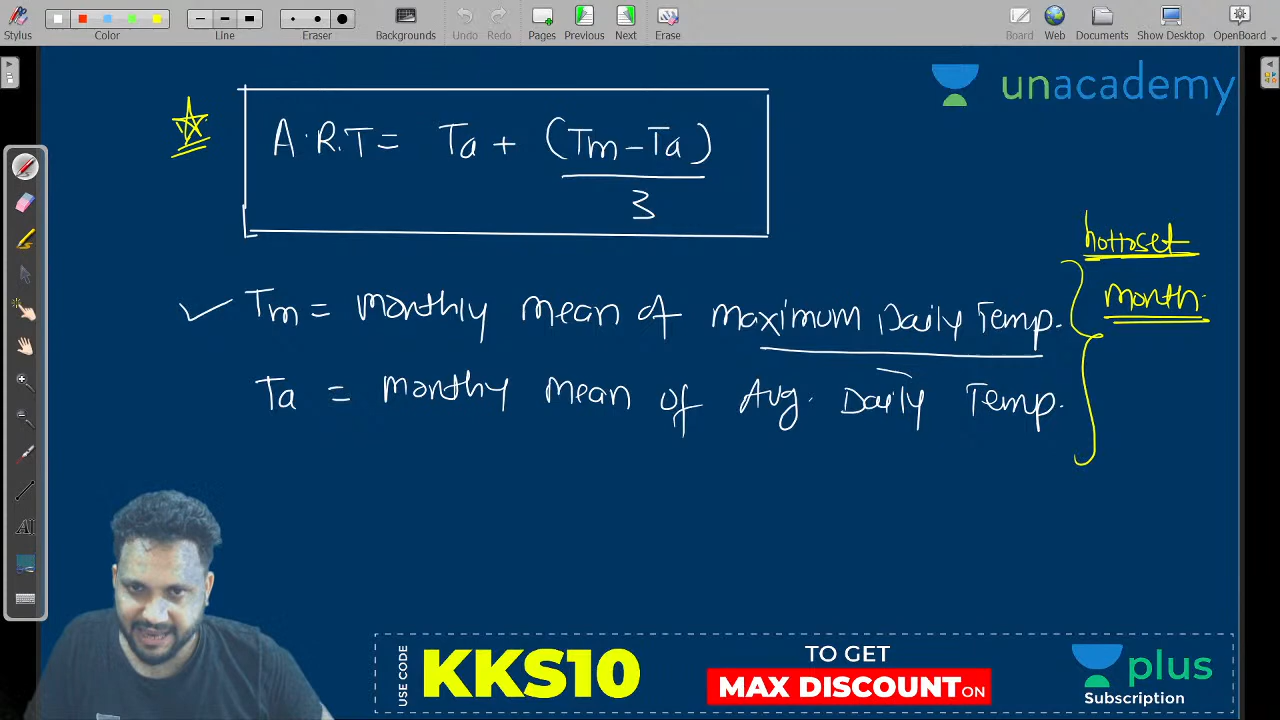 Stylus
Color
Line
Eraser
Backgrounds
Undo
Redo
Pages
Previous
Next
Erase
Board
Web
Documents
Show Desktop
OpenBoard
unacademy
A.R.T = Ta + (Tm - Ta)
3
hottoset
month.
Tm = monthly mean of maximum Daily Temp.
Ta = monthy mean of Avg. Daily Temp.
USE CODE
KKS10
TO GET
MAX DISCOUNT ON
plus
Subscription